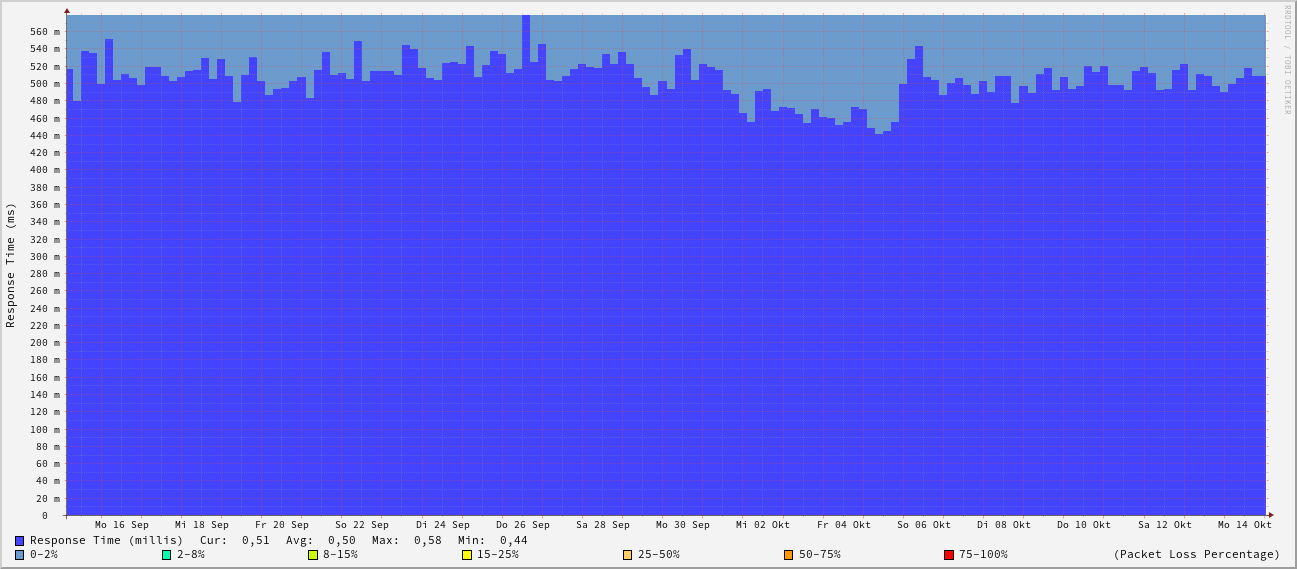 RRDTOOL / TOBI OETIKER
Response Time (ms)
560 m
540 m
520 m
500 m
480 m
460 m
440 m
420 m
400 m
380 m
360 m
340 m
320 m
300 m
280 m
260 m
240 m
220 m
200 m
180 m
160 m
140 m
120 m
100 m
80 m
60 m
40 m
20 m
0
Mo 16 Sep Mi 18 Sep Fr 20 Sep So 22 Sep Di 24 Sep Do 26 Sep Sa 28 Sep Mo 30 Sep Mi 02 Okt Fr 04 Okt So 06 Okt Di 08 Okt Do 10 Okt Sa 12 Okt Mo 14 Okt
Response Time (millis) Cur: 0,51 Avg: 0,50 Max: 0,58 Min: 0,44
0-2% 2-8% 8-15% 15-25% 25-50% 50-75% 75-100% (Packet Loss Percentage)